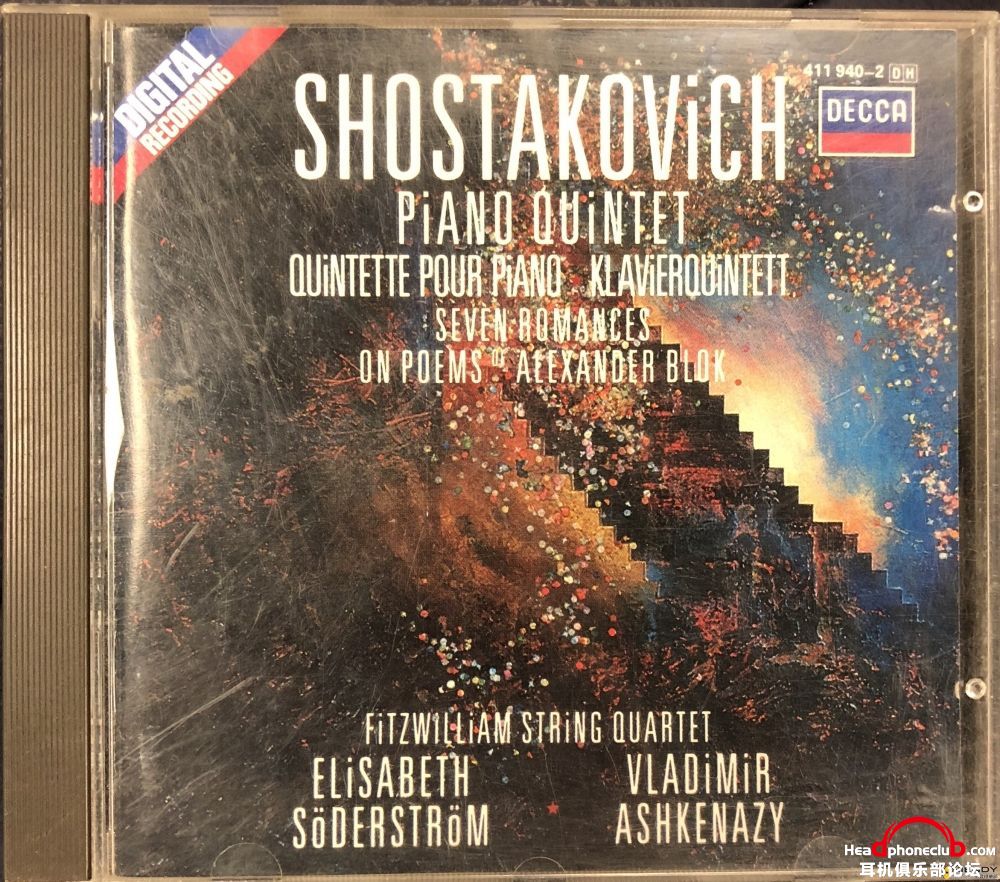 DIGITAL
RECORDING
411 940-2 DH
DECCA
SHOSTAKOViCH
PiANO QUiNTET
QUiNTETTE POUR PiANO · KLAViERQUiNTETT
SEVEN ROMANCES
ON POEMS OF ALEXANDER BLOK
FiTZWiLLiAM STRiNG QUARTET
ELiSABETH
SöDERSTRöM
VLADiMiR
ASHKENAZY
Headphoneclub.com
耳机俱乐部论坛